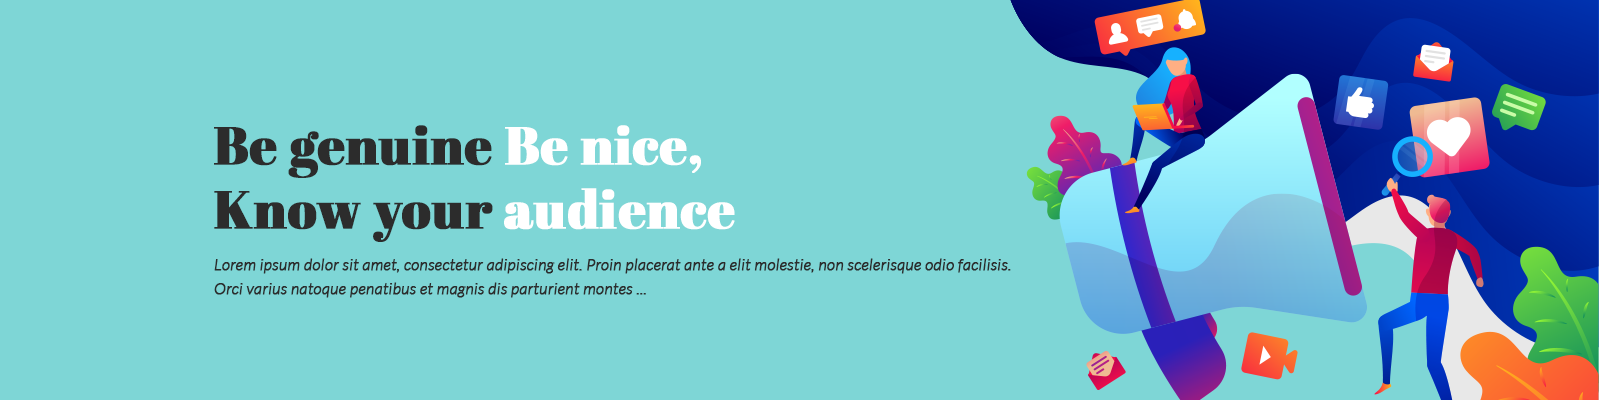 Be genuine Be nice,
Know your audience
Lorem ipsum dolor sit amet, consectetur adipiscing elit. Proin placerat ante a elit molestie, non scelerisque odio facilisis.
Orci varius natoque penatibus et magnis dis parturient montes ...